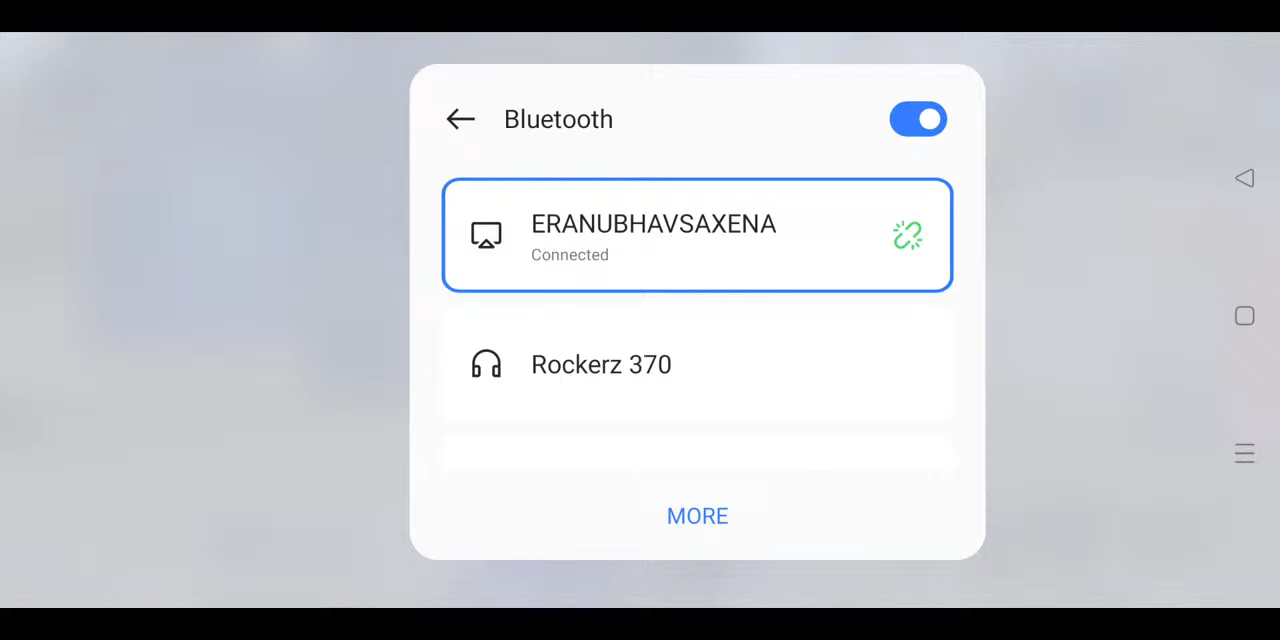 Bluetooth
ERANUBHAVSAXENA
Connected
Rockerz 370
MORE